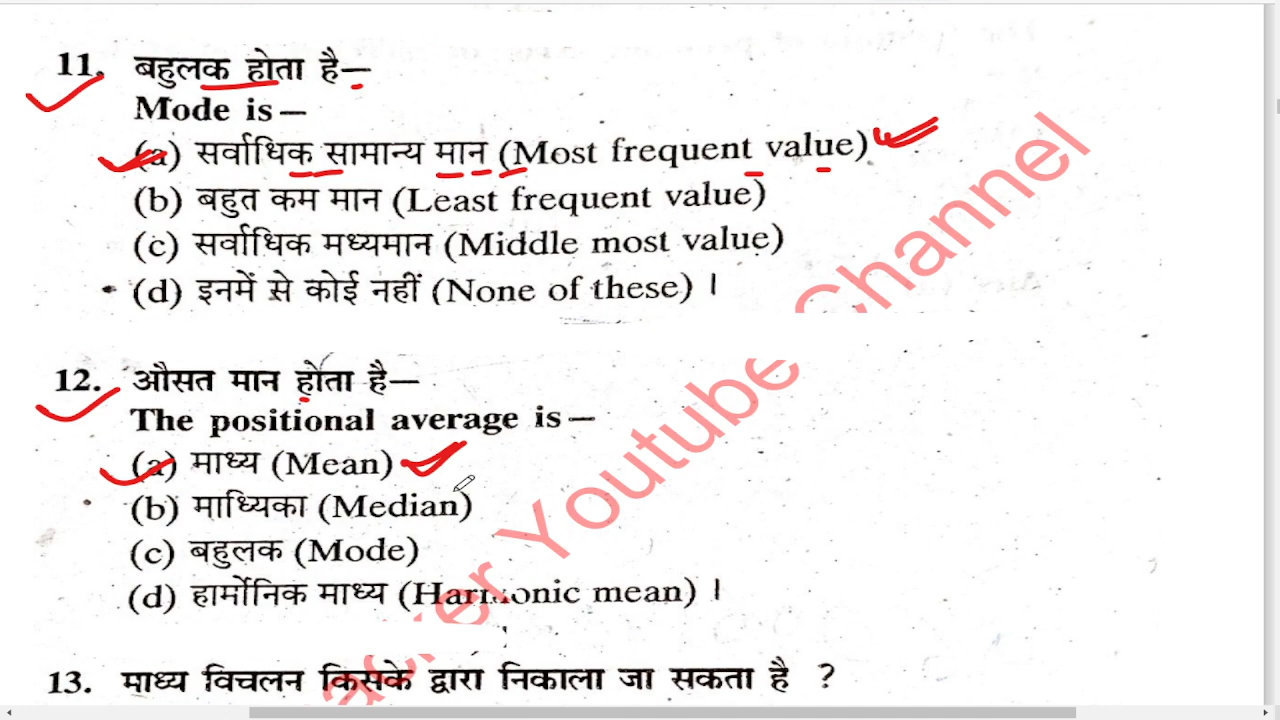 11. बहुलक होता है—
Mode is—
(a) सर्वाधिक सामान्य मान (Most frequent value)
(b) बहुत कम मान (Least frequent value)
(c) सर्वाधिक मध्यमान (Middle most value)
(d) इनमें से कोई नहीं (None of these) ।
12. औसत मान होता है—
The positional average is—
(a) माध्य (Mean)
(b) माध्यिका (Median)
(c) बहुलक (Mode)
(d) हार्मोनिक माध्य (Harmonic mean) ।
13. माध्य विचलन किसके द्वारा निकाला जा सकता है ?
Youtube Channel